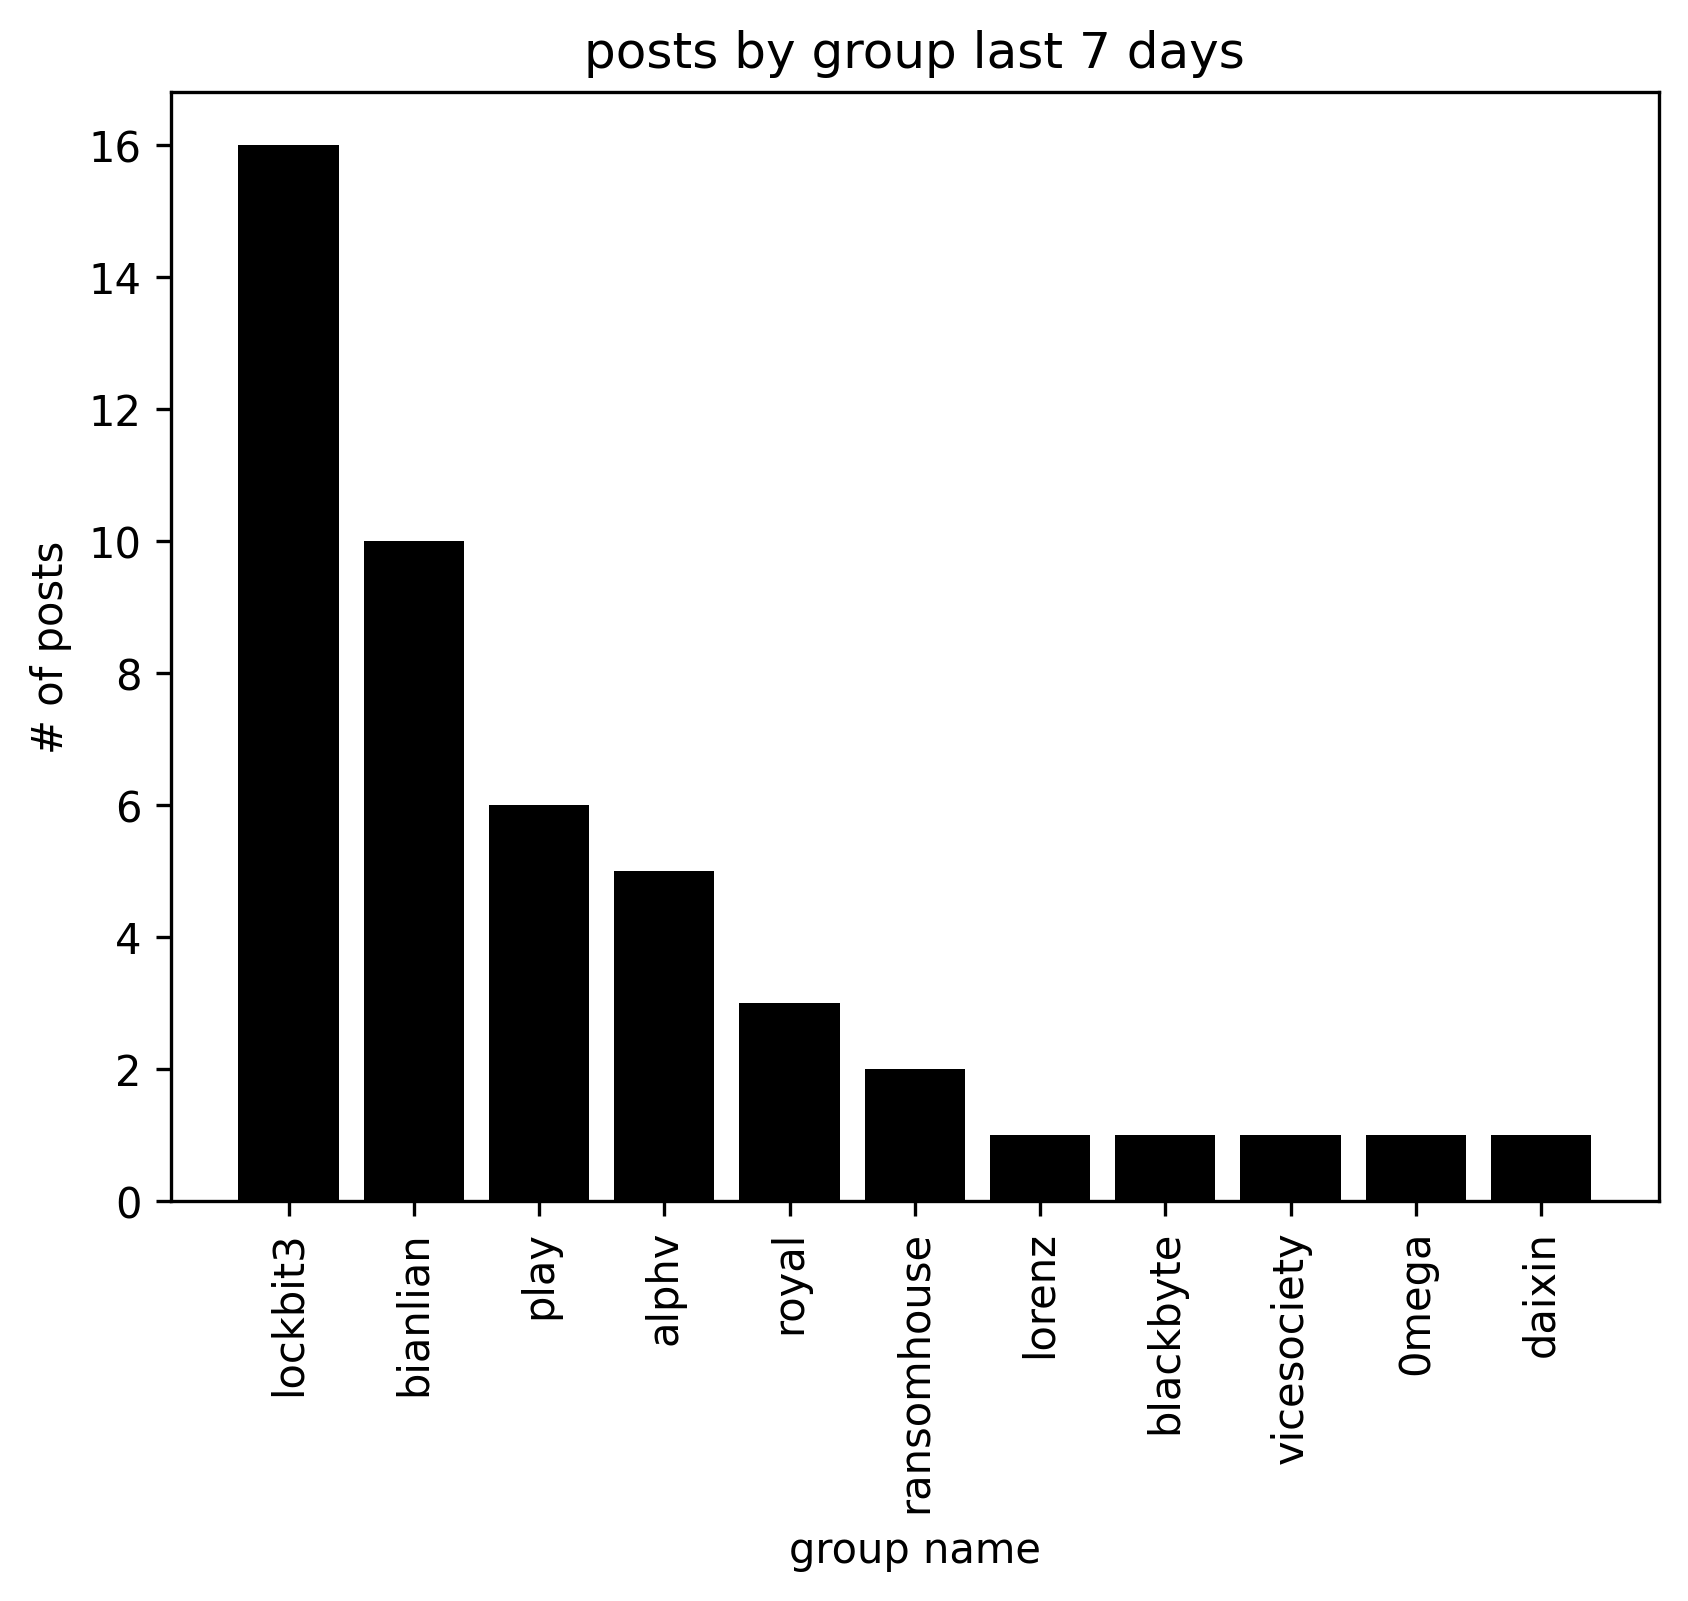 posts by group last 7 days
16
14
12
10
8
6
4
2
0
# of posts
lockbit3
bianlian
play
alphv
royal
ransomhouse
lorenz
blackbyte
vicesociety
0mega
daixin
group name